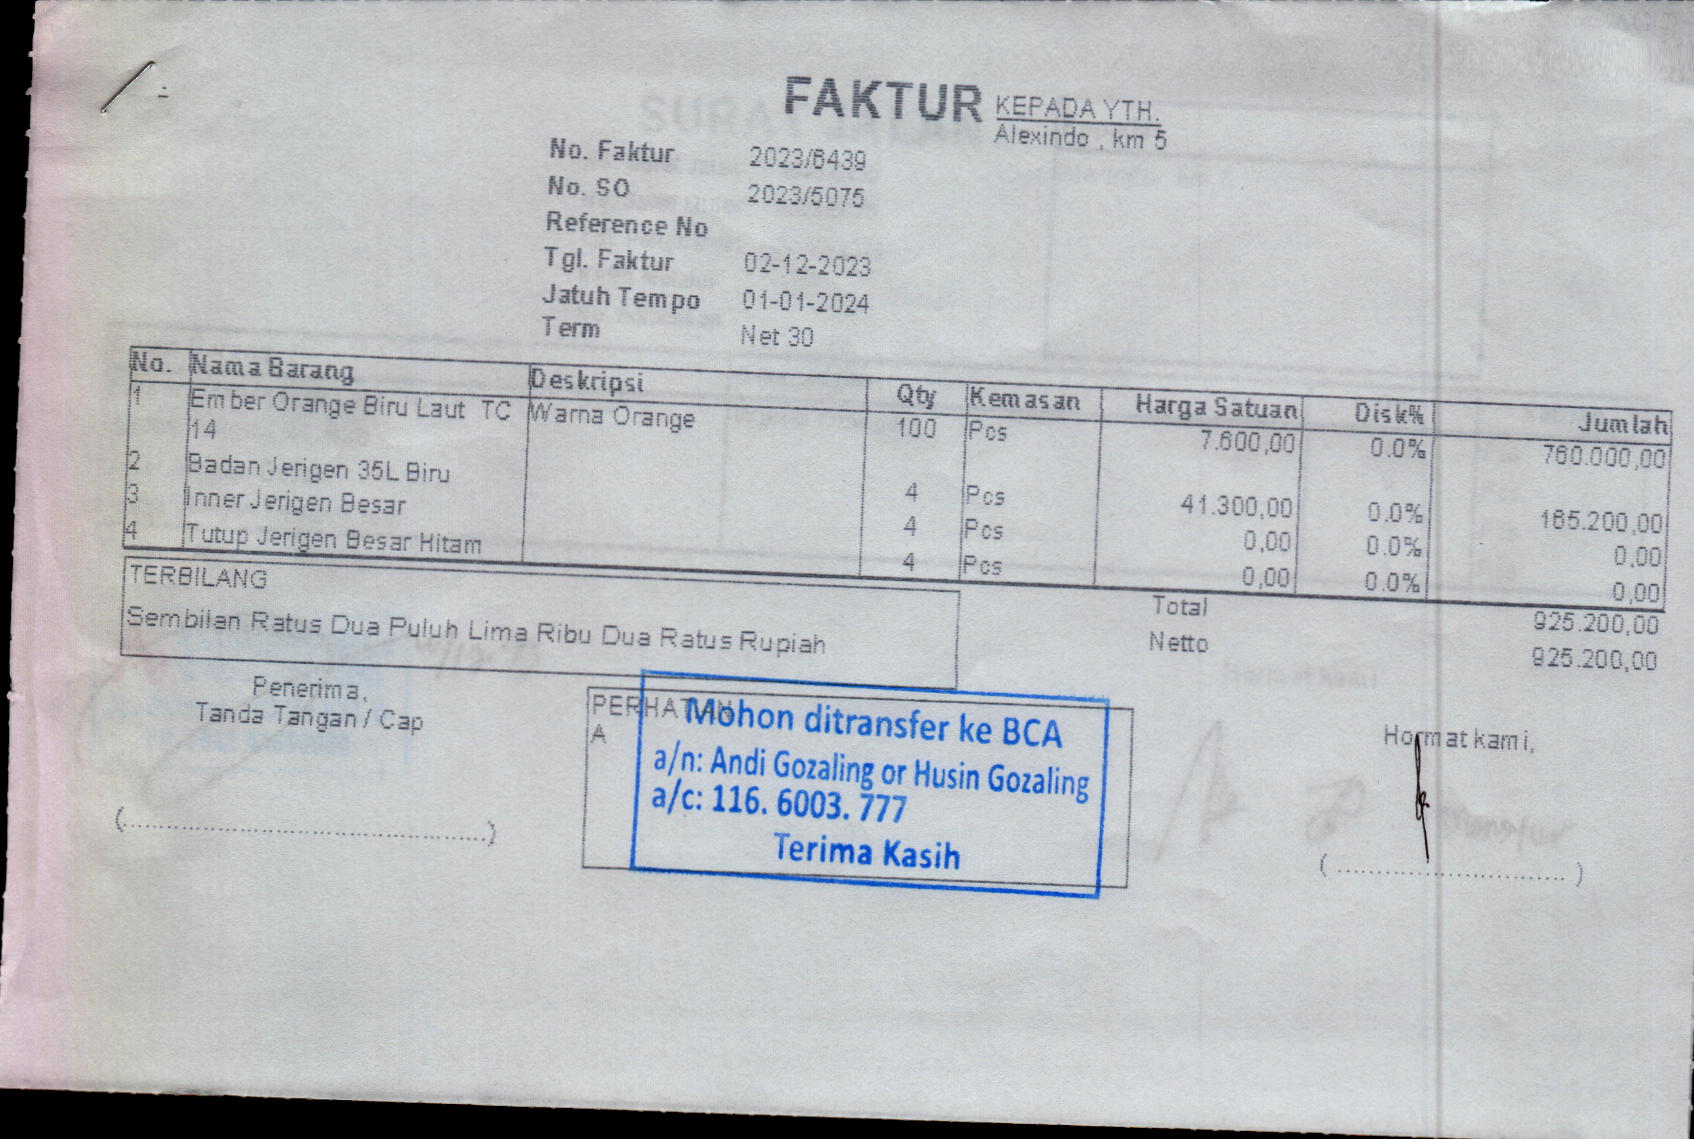 FAKTUR
KEPADA YTH.
Alexindo , km 5
No. Faktur 2023/6439
No. SO 2023/5075
Reference No
Tgl. Faktur 02-12-2023
Jatuh Tempo 01-01-2024
Term Net 30
No. Nama Barang Deskripsi Qty Kemasan Harga Satuan Disk% Jumlah
1 Ember Orange Biru Laut TC Warna Orange 100 Pcs 7.600,00 0.0% 760.000,00
14
2 Badan Jerigen 35L Biru 4 Pcs 41.300,00 0.0% 165.200,00
3 Inner Jerigen Besar 4 Pcs 0,00 0.0% 0,00
4 Tutup Jerigen Besar Hitam 4 Pcs 0,00 0.0% 0,00
TERBILANG
Sembilan Ratus Dua Puluh Lima Ribu Dua Ratus Rupiah
Total 925.200,00
Netto 925.200,00
Penerima,
Tanda Tangan / Cap
(..................................................)
PERHATIAN
A
Mohon ditransfer ke BCA
a/n: Andi Gozaling or Husin Gozaling
a/c: 116. 6003. 777
Terima Kasih
Hormat kami,
( .............................. )